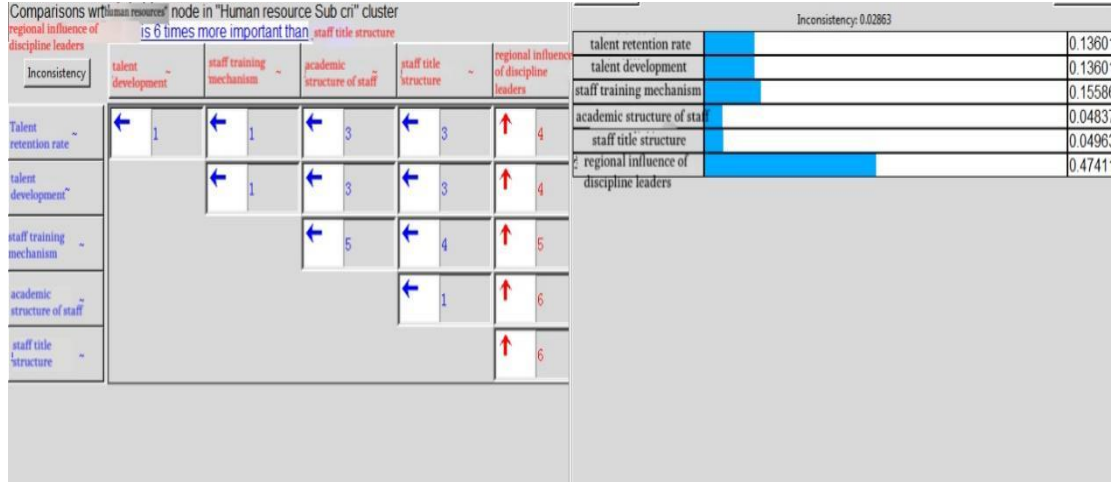 Comparisons wrt "human resources" node in "Human resource Sub cri" cluster
regional influence of discipline leaders is 6 times more important than staff title structure
Inconsistency
talent development ~
staff training mechanism ~
academic structure of staff ~
staff title structure ~
regional influence of discipline leaders
Talent retention rate ~ 1 1 3 3 4
talent development ~ 1 3 3 4
staff training mechanism ~ 5 4 5
academic structure of staff ~ 1 6
staff title structure ~ 6
Inconsistency: 0.02863
talent retention rate 0.13601
talent development 0.13601
staff training mechanism 0.15586
academic structure of staff 0.04837
staff title structure 0.04963
regional influence of discipline leaders 0.47411